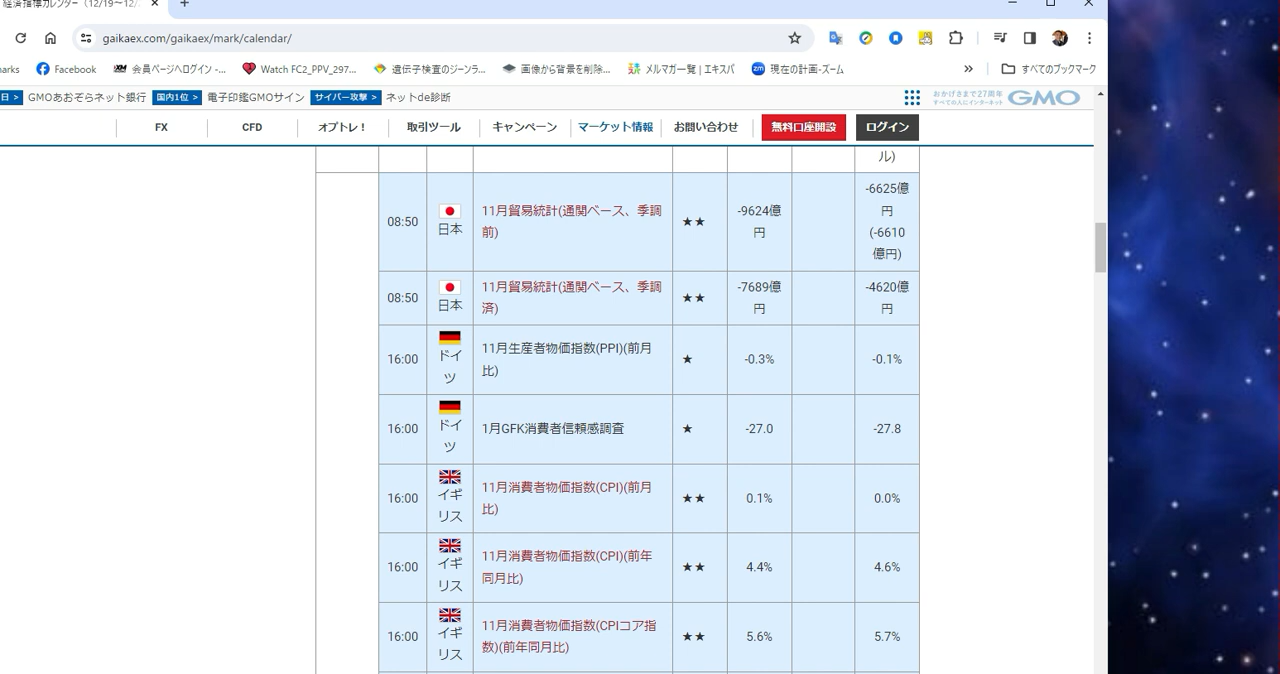 経済指標カレンダー（12/19～12/
gaikaex.com/gaikaex/mark/calendar/
arks Facebook 会員ページへログイン -... Watch FC2_PPV_297... 遺伝子検査のジーンラ... 画像から背景を削除... メルマガ一覧 | エキスパ 現在の計画-ズーム » すべてのブックマーク
日 > GMOあおぞらネット銀行 国内1位 > 電子印鑑GMOサイン サイバー攻撃 > ネットde診断
おかげさまで27周年
すべての人にインターネット
GMO
FX CFD オプトレ！ 取引ツール キャンペーン マーケット情報 お問い合わせ 無料口座開設 ログイン
ル)
08:50 日本 11月貿易統計(通関ベース、季調前) ★★ -9624億円 -6625億円(-6610億円)
08:50 日本 11月貿易統計(通関ベース、季調済) ★★ -7689億円 -4620億円
16:00 ドイツ 11月生産者物価指数(PPI)(前月比) ★ -0.3% -0.1%
16:00 ドイツ 1月GFK消費者信頼感調査 ★ -27.0 -27.8
16:00 イギリス 11月消費者物価指数(CPI)(前月比) ★★ 0.1% 0.0%
16:00 イギリス 11月消費者物価指数(CPI)(前年同月比) ★★ 4.4% 4.6%
16:00 イギリス 11月消費者物価指数(CPIコア指数)(前年同月比) ★★ 5.6% 5.7%